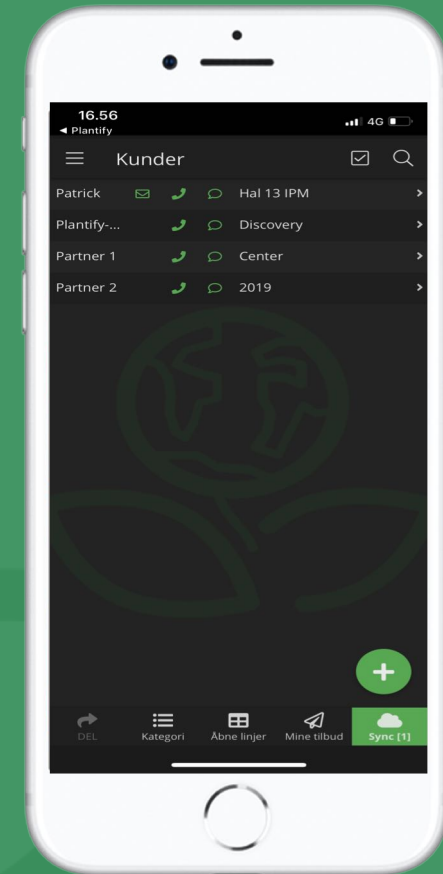 16.56
◀ Plantify
4G
Kunder
Patrick Hal 13 IPM
Plantify-... Discovery
Partner 1 Center
Partner 2 2019
DEL Kategori Åbne linjer Mine tilbud Sync [1]